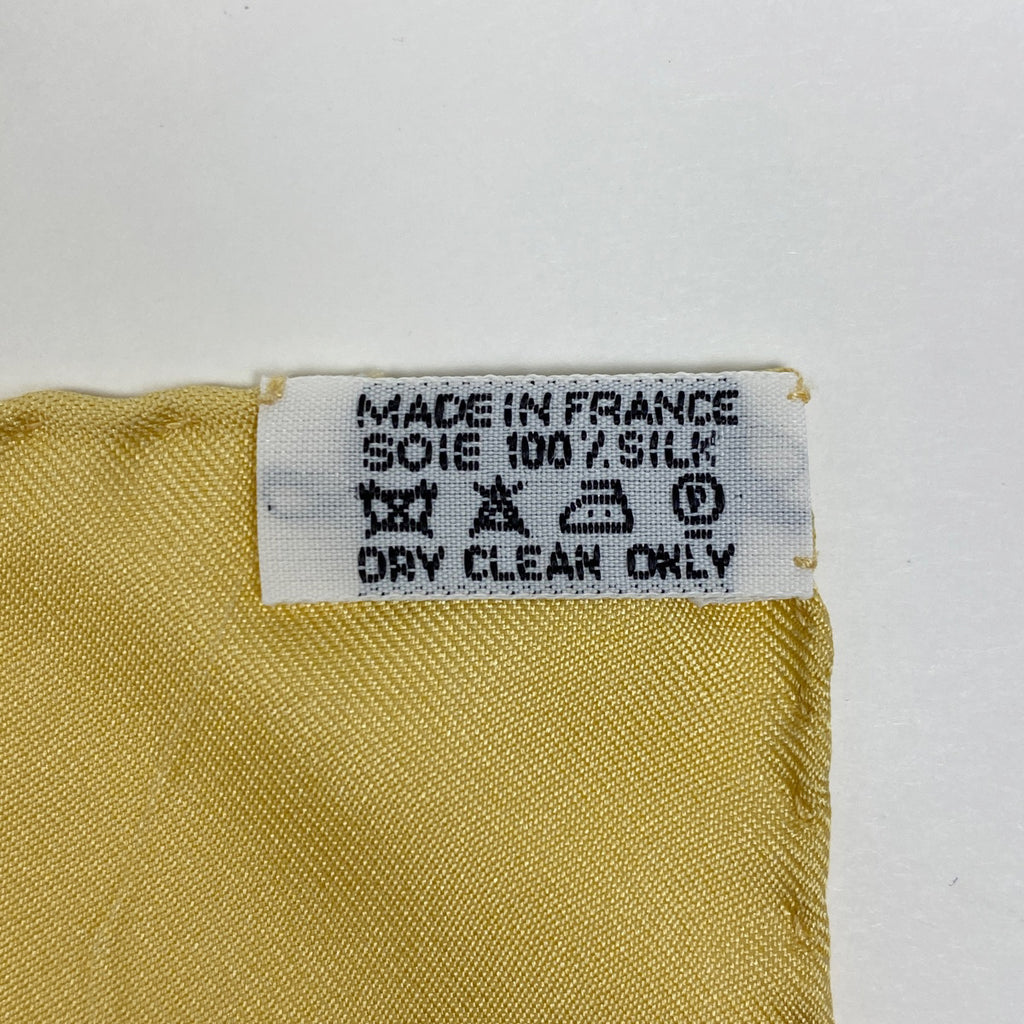 MADE IN FRANCE
SOIE 100% SILK
P
DRY CLEAN ONLY